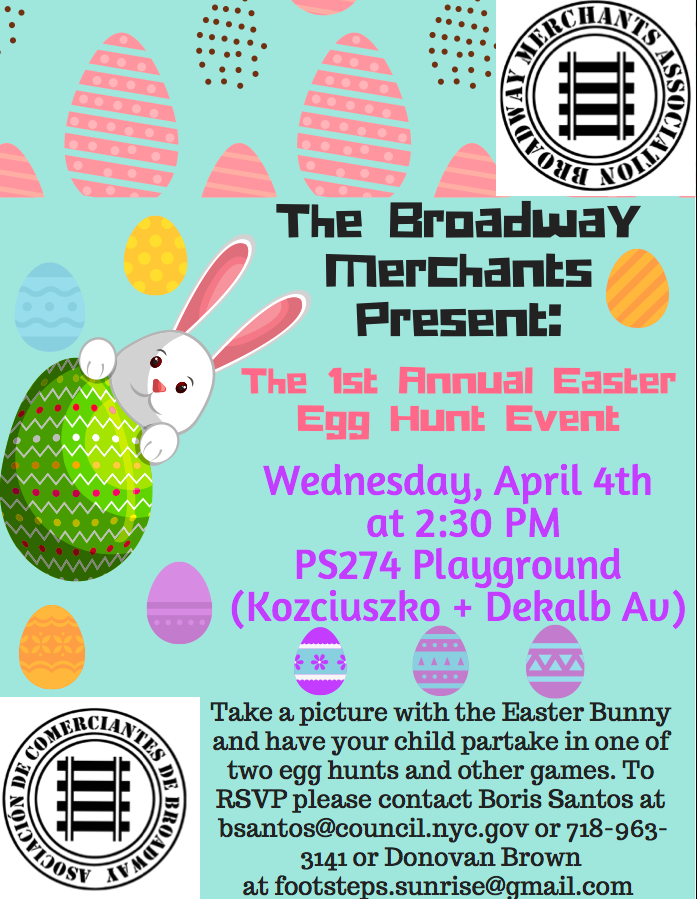 BROADWAY MERCHANTS ASSOCIATION
The Broadway
Merchants
Present:
The 1st Annual Easter
Egg Hunt Event
Wednesday, April 4th
at 2:30 PM
PS274 Playground
(Kozciuszko + Dekalb Av)
ASOCIACIÓN DE COMERCIANTES DE BROADWAY
Take a picture with the Easter Bunny
and have your child partake in one of
two egg hunts and other games. To
RSVP please contact Boris Santos at
bsantos@council.nyc.gov or 718-963-
3141 or Donovan Brown
at footsteps.sunrise@gmail.com